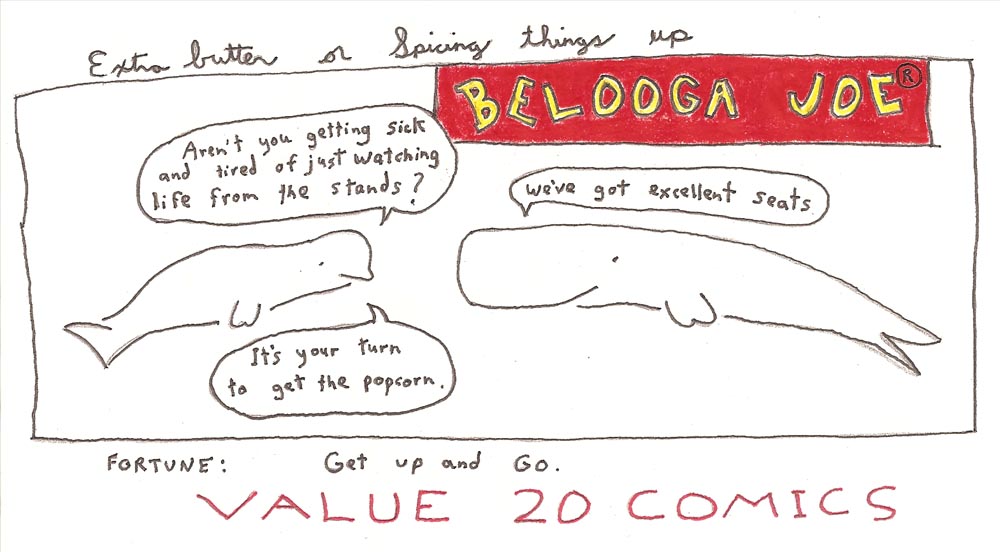 Extra butter or Spicing things up
BELOOGA JOE®
Aren't you getting sick
and tired of just watching
life from the stands?
we've got excellent seats
It's your turn
to get the popcorn.
FORTUNE: Get up and Go.
VALUE 20 COMICS